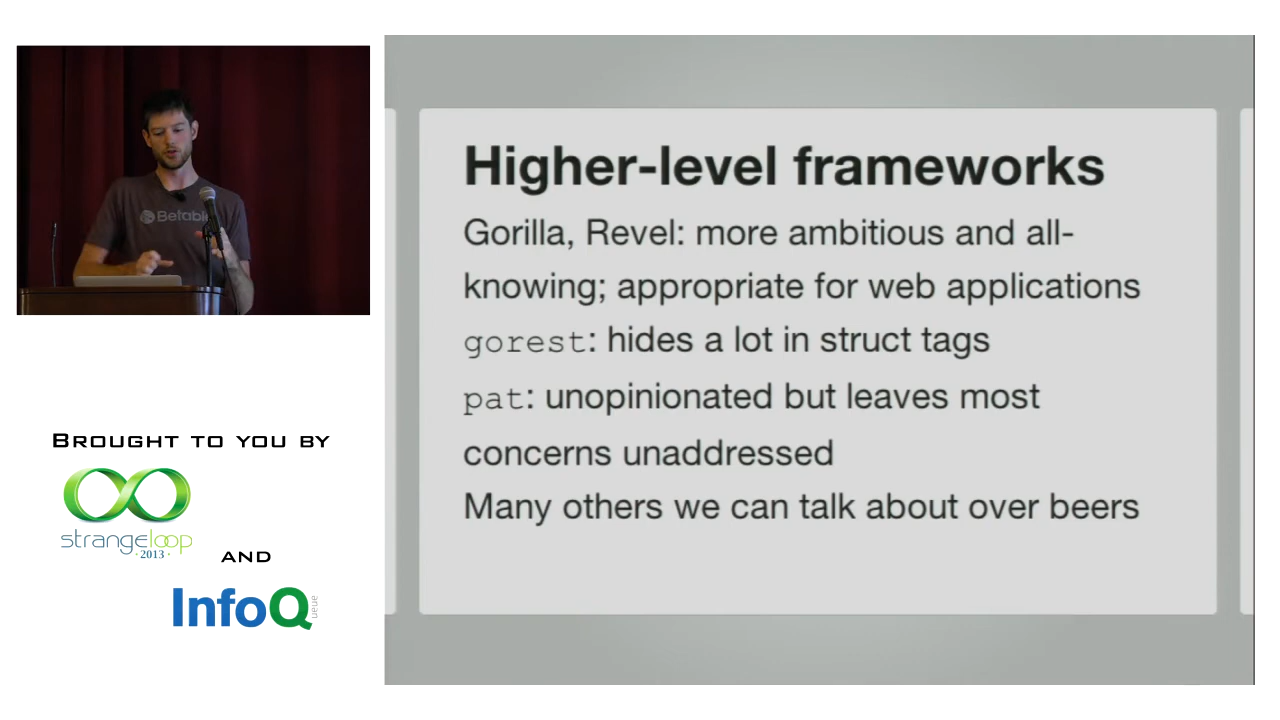 Betable
Higher-level frameworks
Gorilla, Revel: more ambitious and all-
knowing; appropriate for web applications
gorest: hides a lot in struct tags
pat: unopinionated but leaves most
concerns unaddressed
Many others we can talk about over beers
BROUGHT TO YOU BY
strangeloop
· 2013 ·
AND
InfoQ
queue